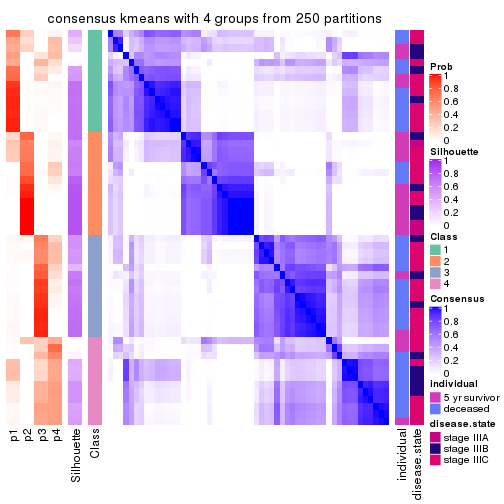 consensus kmeans with 4 groups from 250 partitions
Prob
1
0.8
0.6
0.4
0.2
0
Silhouette
1
0.8
0.6
0.4
0.2
0
Class
1
2
3
4
Consensus
1
0.8
0.6
0.4
0.2
0
individual
5 yr survivor
deceased
disease.state
stage IIIA
stage IIIB
stage IIIC
p1
p2
p3
p4
Silhouette
Class
individual
disease.state